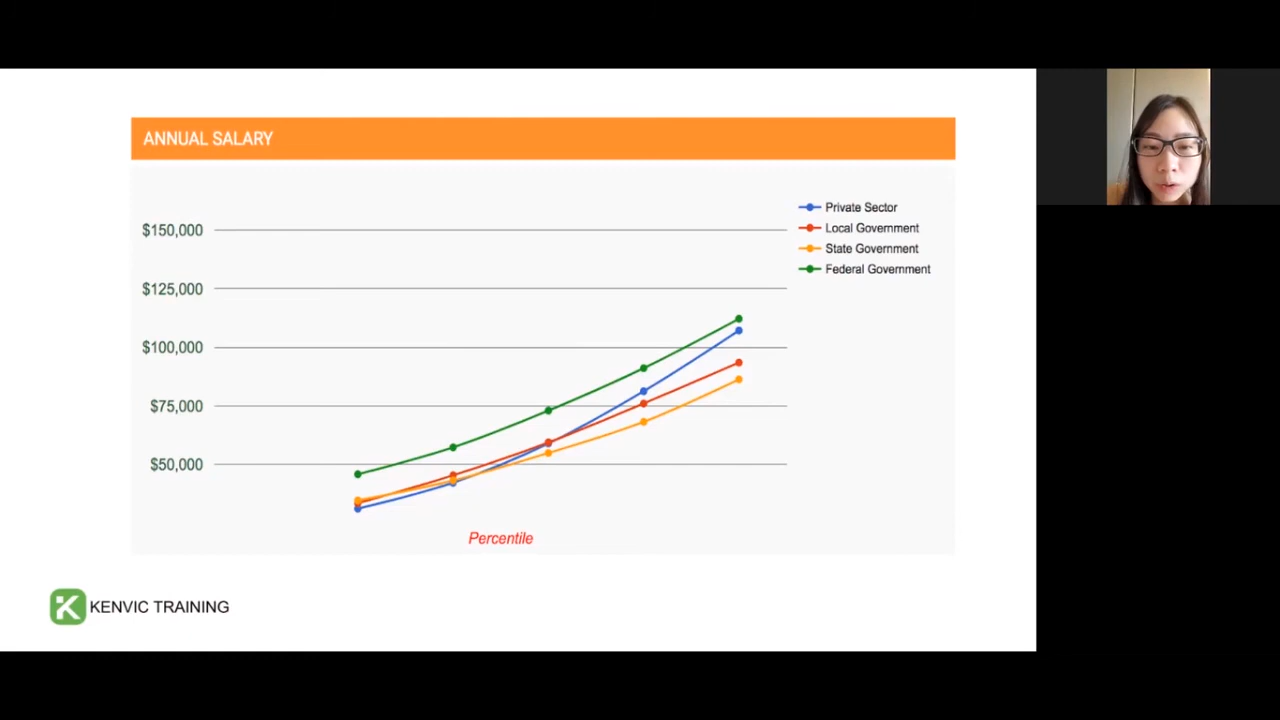 ANNUAL SALARY
$150,000
$125,000
$100,000
$75,000
$50,000
Private Sector
Local Government
State Government
Federal Government
Percentile
K
KENVIC TRAINING